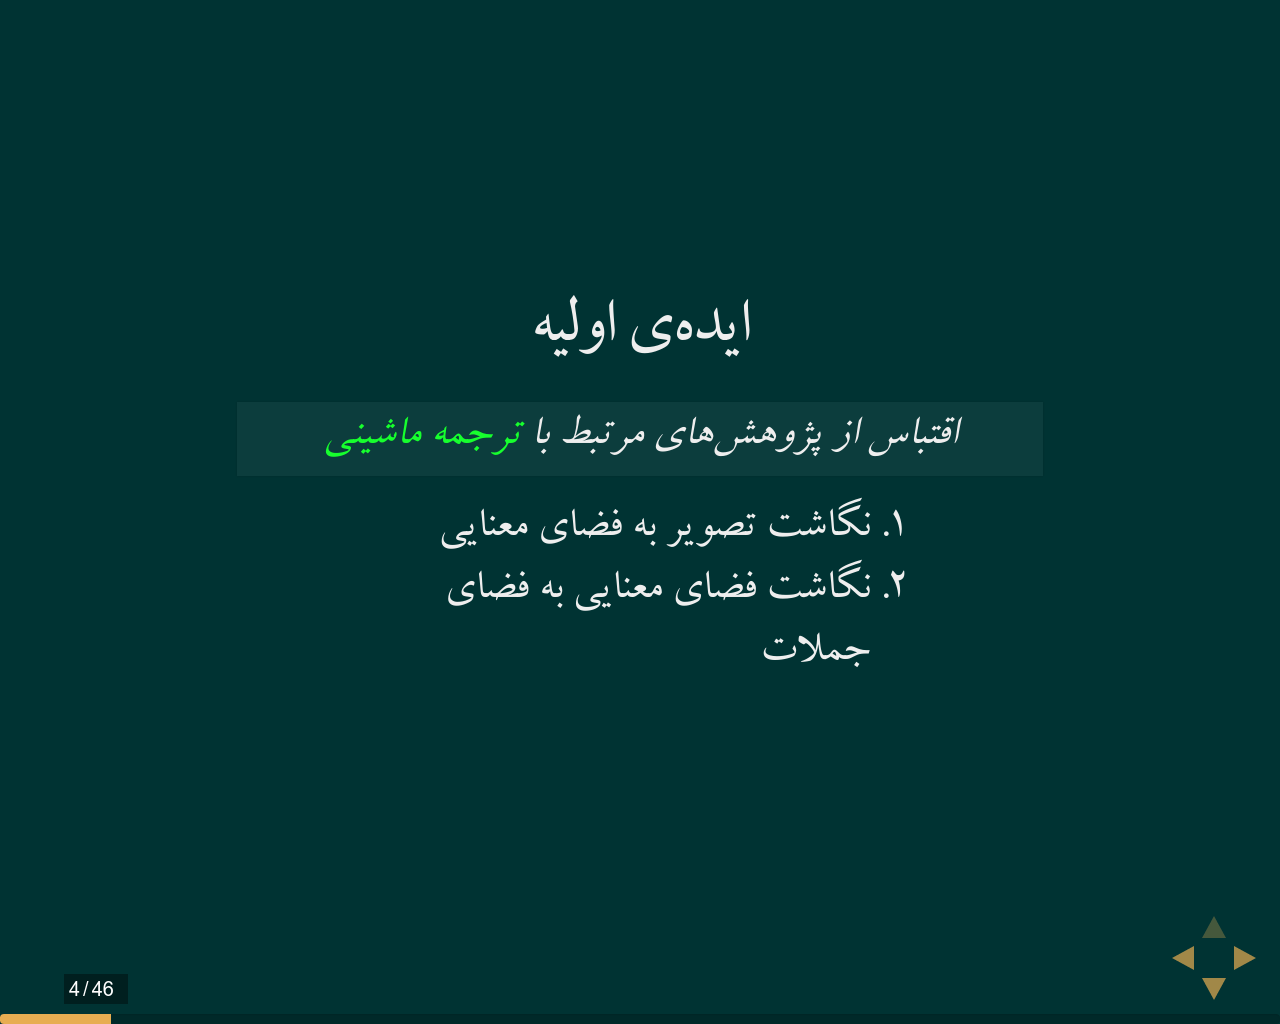 ایده‌ی اولیه
اقتباس از پژوهش‌های مرتبط با ترجمه ماشینی
۱. نگاشت تصویر به فضای معنایی
۲. نگاشت فضای معنایی به فضای
جملات
4 / 46